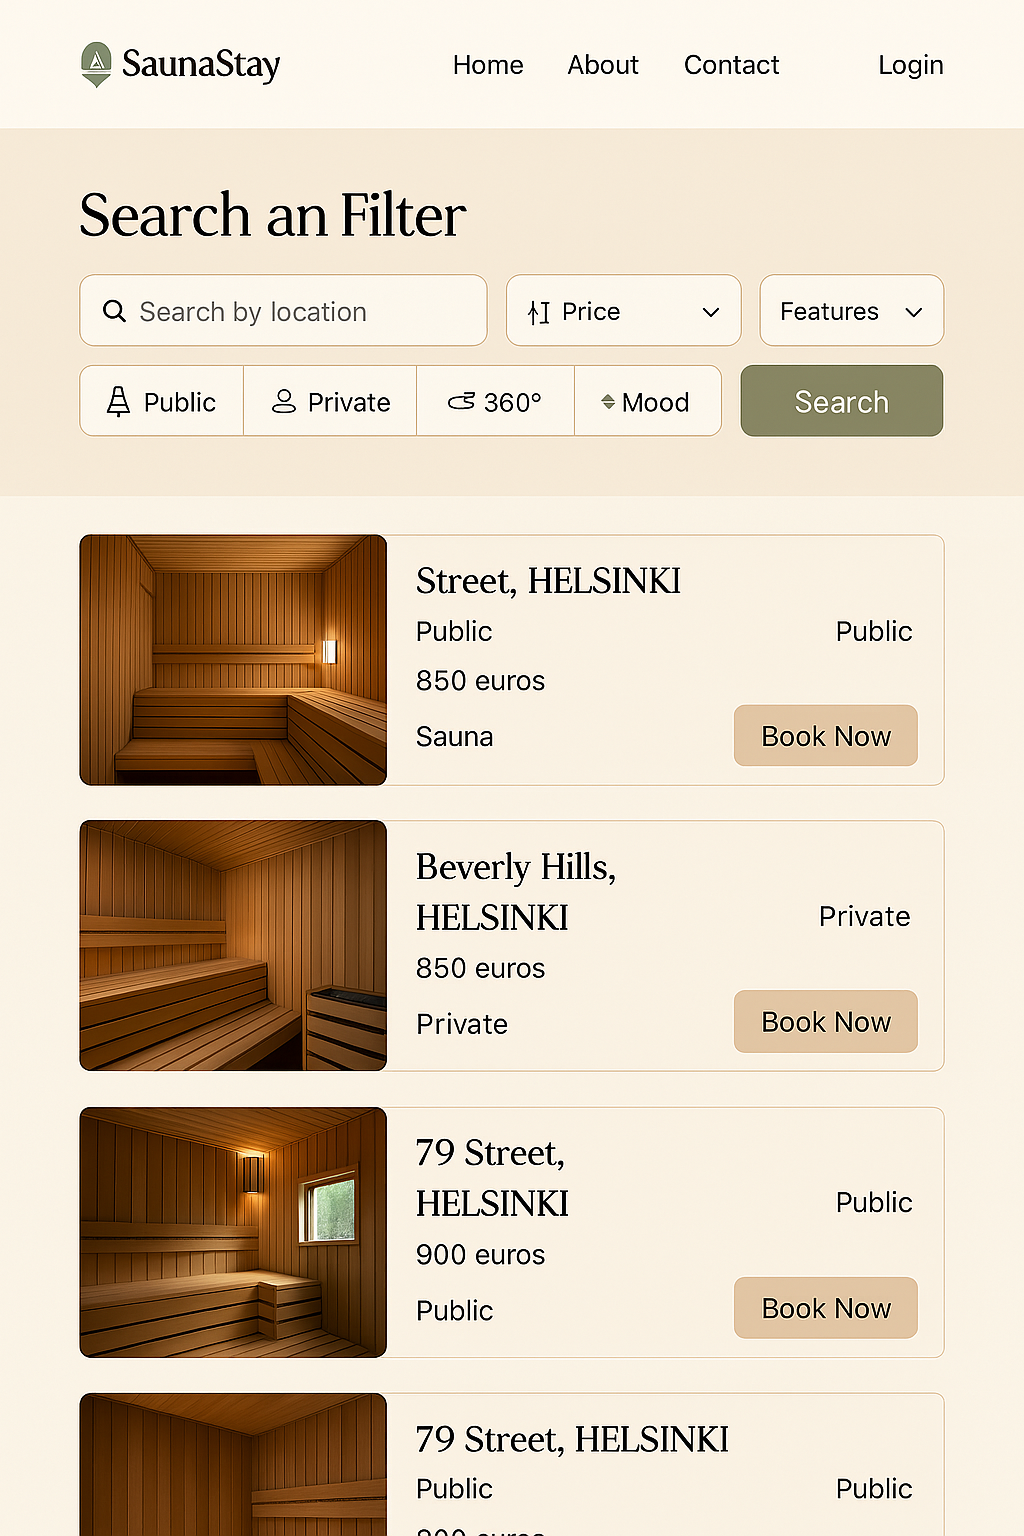 SaunaStay Home About Contact Login
Search an Filter
Search by location Price Features
Public Private 360° Mood Search
Street, HELSINKI
Public Public
850 euros
Sauna Book Now
Beverly Hills,
HELSINKI Private
850 euros
Private Book Now
79 Street,
HELSINKI Public
900 euros
Public Book Now
79 Street, HELSINKI
Public Public